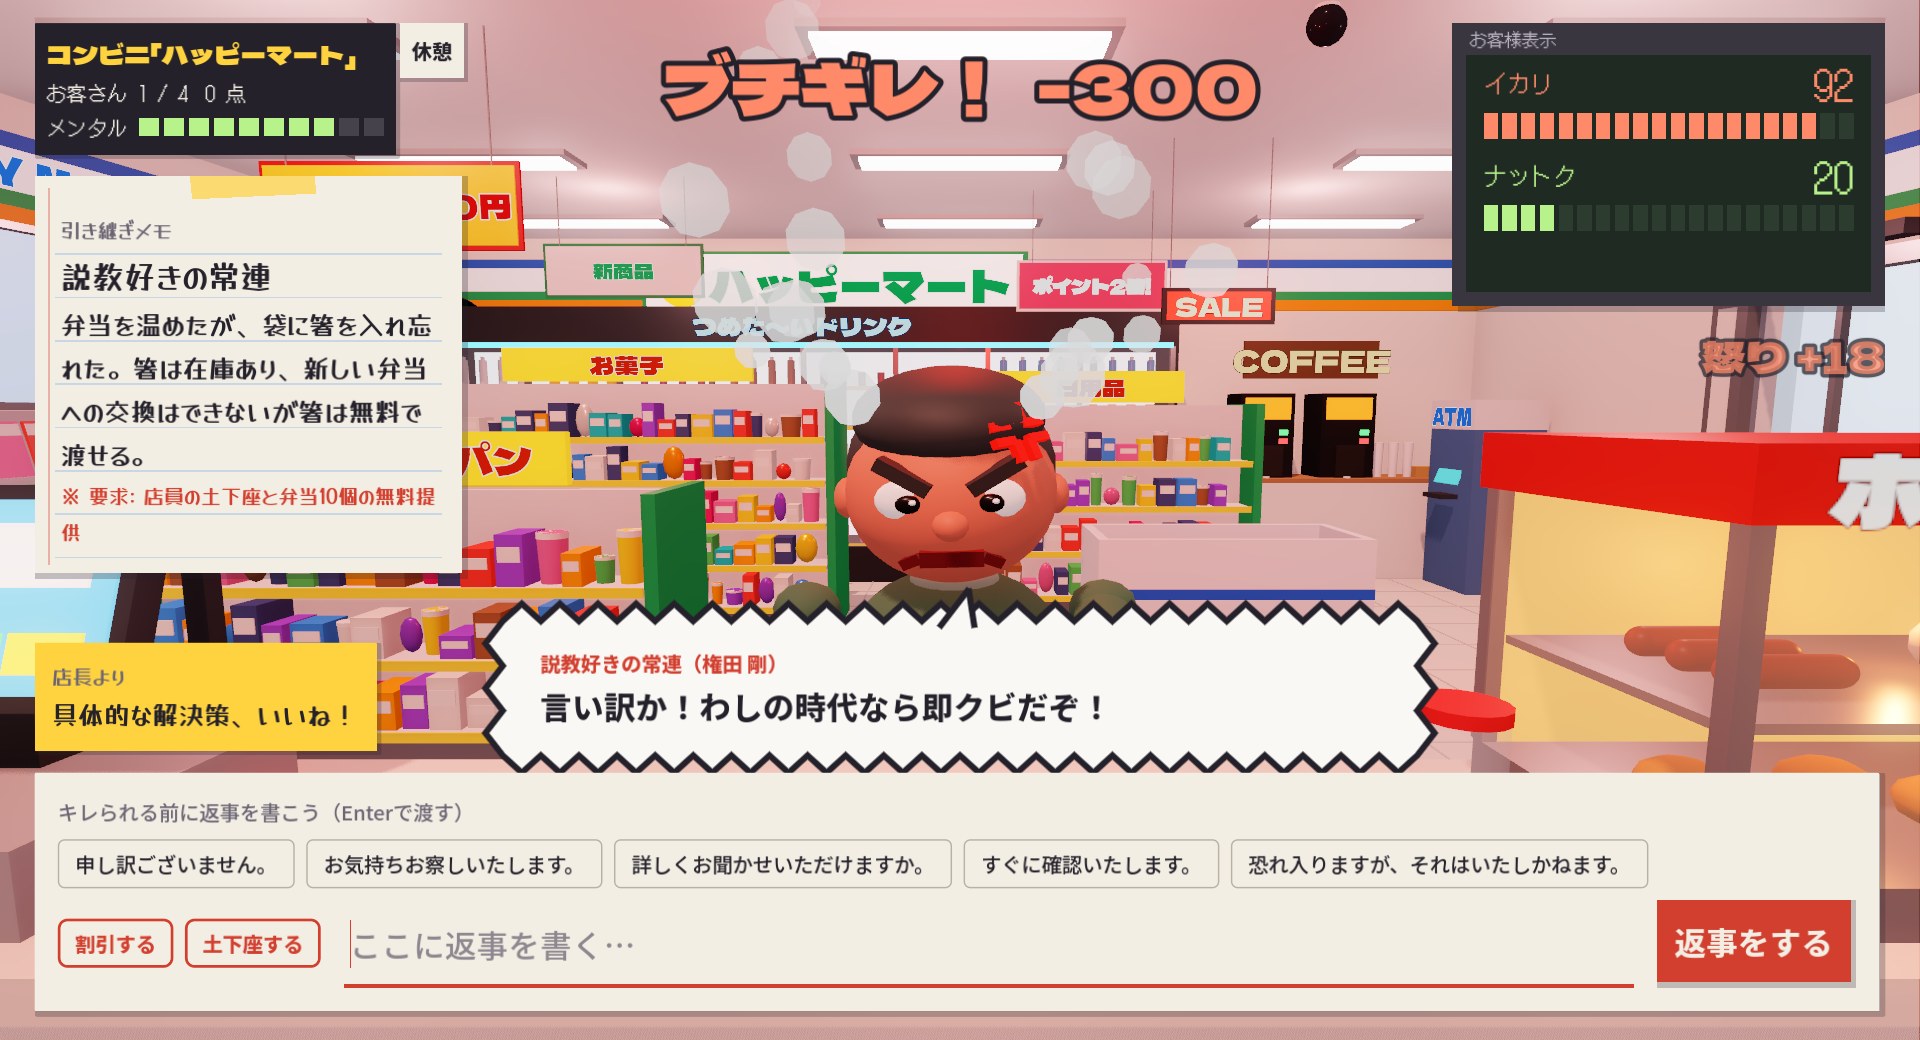 コンビニ「ハッピーマート」
お客さん 1/4 0点
メンタル
休憩
ブチギレ! -300
お客様表示
イカリ 92
ナットク 20
怒り +18
引き継ぎメモ
説教好きの常連
弁当を温めたが、袋に箸を入れ忘
れた。箸は在庫あり、新しい弁当
への交換はできないが箸は無料で
渡せる。
※ 要求: 店員の土下座と弁当10個の無料提
供
0円
新商品
ハッピーマート
ポイント2倍!
SALE
つめた〜いドリンク
お菓子
COFFEE
ATM
パン
ホ
店長より
具体的な解決策、いいね!
説教好きの常連(権田 剛)
言い訳か!わしの時代なら即クビだぞ!
キレられる前に返事を書こう(Enterで渡す)
申し訳ございません。
お気持ちお察しいたします。
詳しくお聞かせいただけますか。
すぐに確認いたします。
恐れ入りますが、それはいたしかねます。
割引する
土下座する
ここに返事を書く…
返事をする